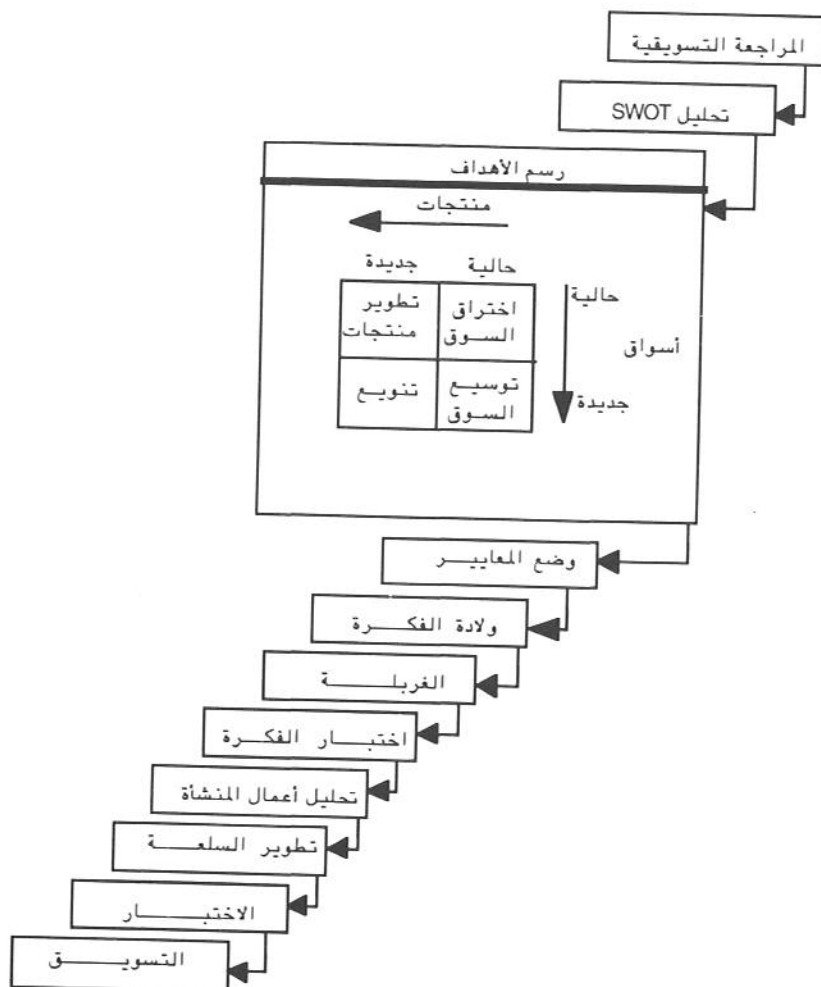 المراجعة التسويقية
تحليل SWOT
رسم الأهداف
منتجات
حالية جديدة
حالية
اختراق تطوير
السوق منتجات
أسواق
توسيع تنويع
السوق
جديدة
وضع المعايير
ولادة الفكرة
الغربلة
اختبار الفكرة
تحليل أعمال المنشأة
تطوير السلعة
الاختبار
التسويق